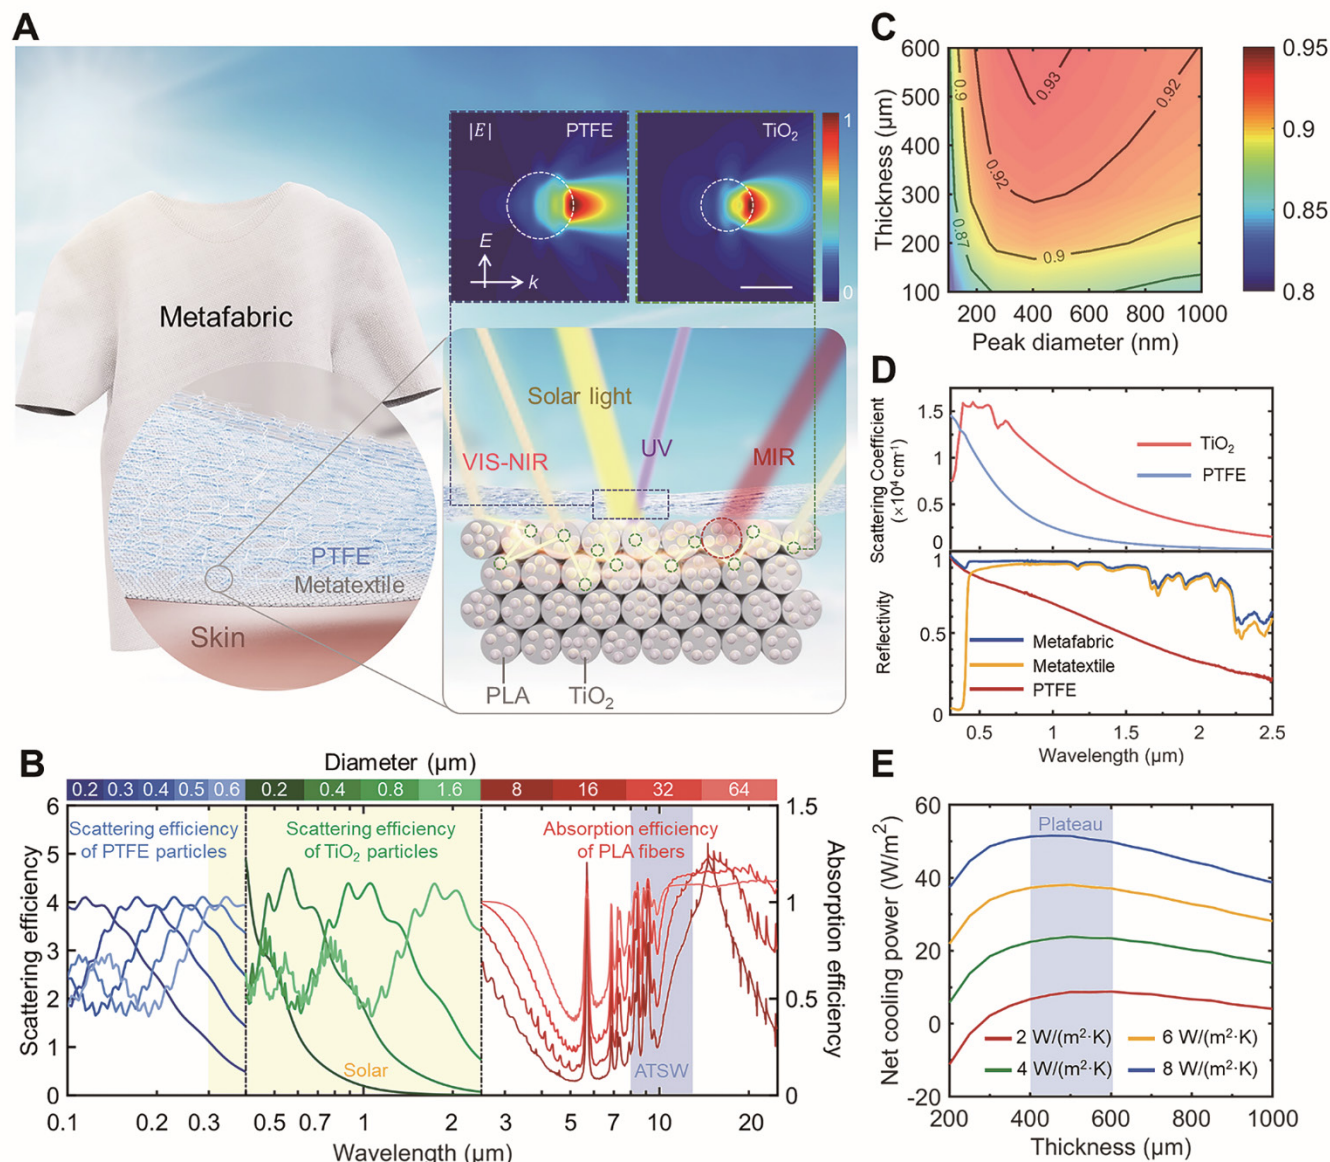 A
|E|
PTFE
TiO2
1
0
E
k
Metafabric
Solar light
VIS-NIR
UV
MIR
PTFE
Metatextile
Skin
PLA
TiO2
C
Thickness (μm)
600
500
400
300
200
100
0.9
0.93
0.92
0.92
0.87
0.9
200 400 600 800 1000
Peak diameter (nm)
0.95
0.9
0.85
0.8
D
Scattering Coefficient
(×10⁴ cm⁻¹)
1.5
1
0.5
0
TiO2
PTFE
Reflectivity
1
0.5
0
Metafabric
Metatextile
PTFE
0.5 1 1.5 2 2.5
Wavelength (μm)
B
Diameter (μm)
0.2 0.3 0.4 0.5 0.6 0.2 0.4 0.8 1.6 8 16 32 64
Scattering efficiency
of PTFE particles
Scattering efficiency
of TiO2 particles
Absorption efficiency
of PLA fibers
Solar
ATSW
Scattering efficiency
6
5
4
3
2
1
0
Absorption efficiency
1.5
1
0.5
0
0.1 0.2 0.3 0.5 0.7 1 2 3 5 7 10 20
Wavelength (μm)
E
Net cooling power (W/m²)
60
40
20
0
-20
Plateau
2 W/(m²·K)
6 W/(m²·K)
4 W/(m²·K)
8 W/(m²·K)
200 400 600 800 1000
Thickness (μm)